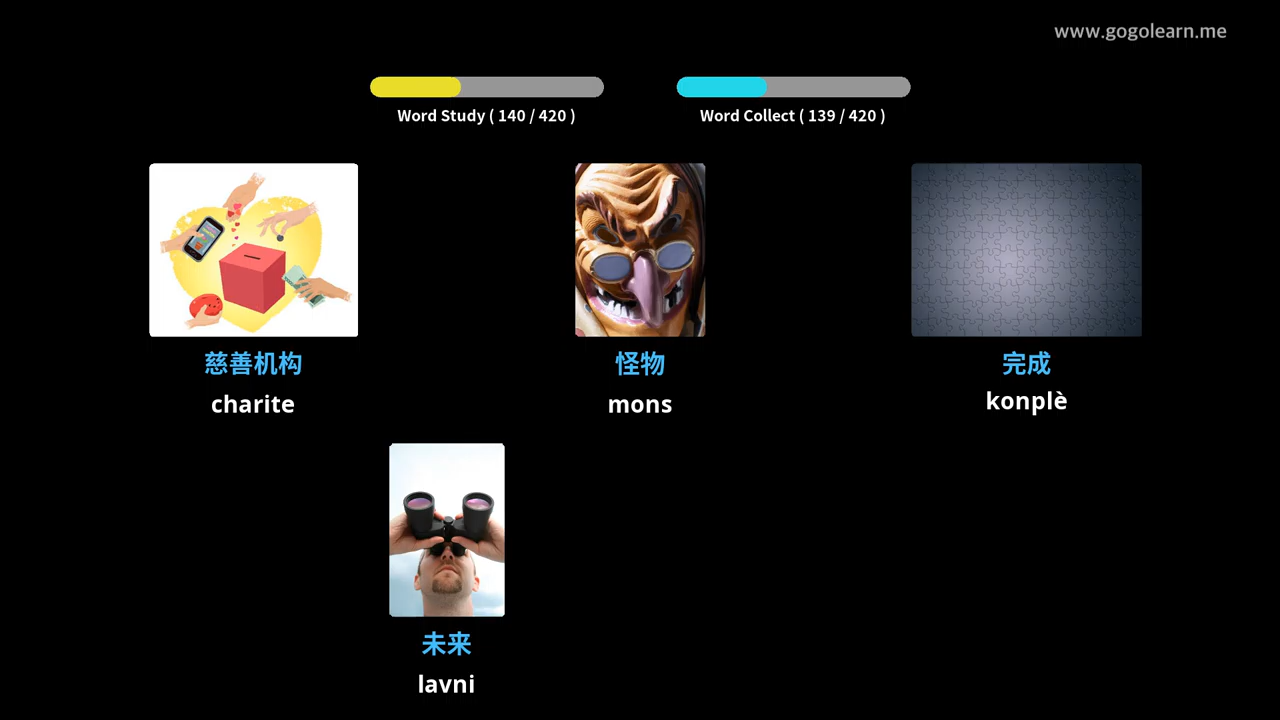 www.gogolearn.me
Word Study ( 140 / 420 )
Word Collect ( 139 / 420 )
慈善机构
charite
怪物
mons
完成
konplè
未来
lavni